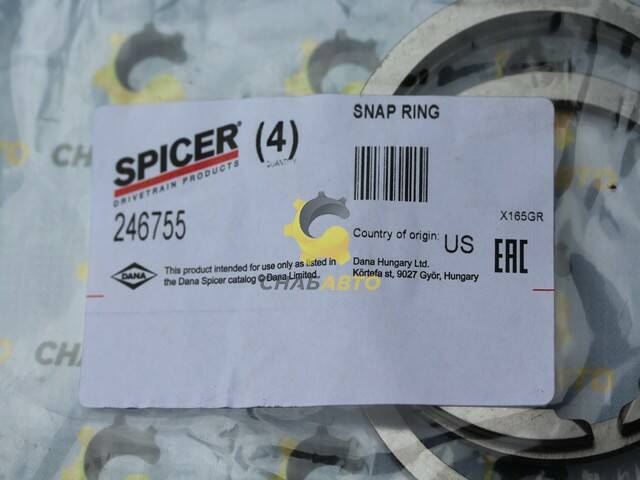 SPICER®
DRIVETRAIN PRODUCTS
(4)
QUANTITY
SNAP RING
246755
X165GR
Country of origin: US
EAC
DANA
This product intended for use only as listed in
the Dana Spicer catalog © Dana Limited.
Dana Hungary Ltd.
Körtefa st, 9027 Győr, Hungary
СНАБАВТО
СНАБАВТО